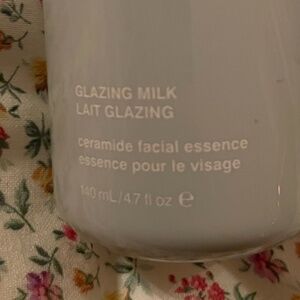 GLAZING MILK
LAIT GLAZING
ceramide facial essence
essence pour le visage
140 mL/4.7 fl oz ℮